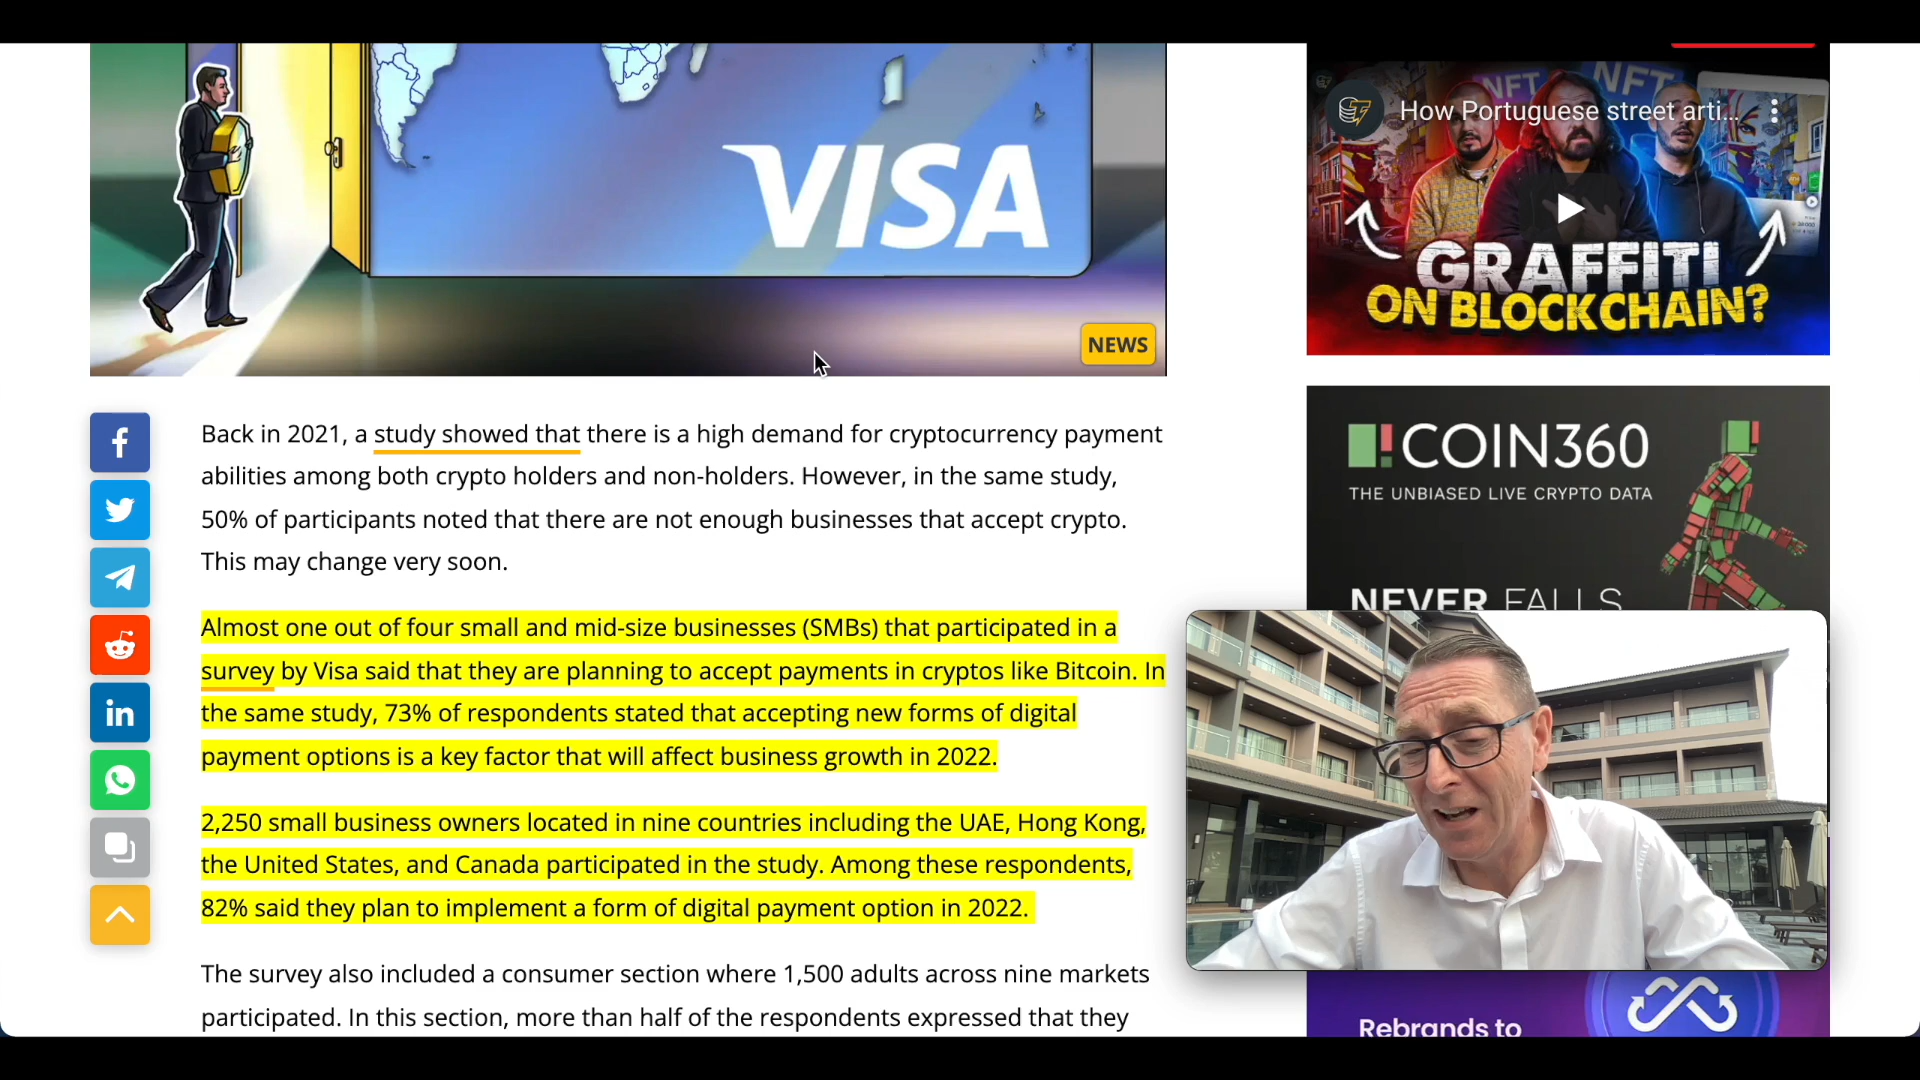 VISA
NEWS
NFT
NFT
How Portuguese street arti...
GRAFFITI
ON BLOCKCHAIN?
Back in 2021, a study showed that there is a high demand for cryptocurrency payment
abilities among both crypto holders and non-holders. However, in the same study,
50% of participants noted that there are not enough businesses that accept crypto.
This may change very soon.
Almost one out of four small and mid-size businesses (SMBs) that participated in a
survey by Visa said that they are planning to accept payments in cryptos like Bitcoin. In
the same study, 73% of respondents stated that accepting new forms of digital
payment options is a key factor that will affect business growth in 2022.
2,250 small business owners located in nine countries including the UAE, Hong Kong,
the United States, and Canada participated in the study. Among these respondents,
82% said they plan to implement a form of digital payment option in 2022.
The survey also included a consumer section where 1,500 adults across nine markets
participated. In this section, more than half of the respondents expressed that they
COIN360
THE UNBIASED LIVE CRYPTO DATA
NEVER FALLS
Rebrands to